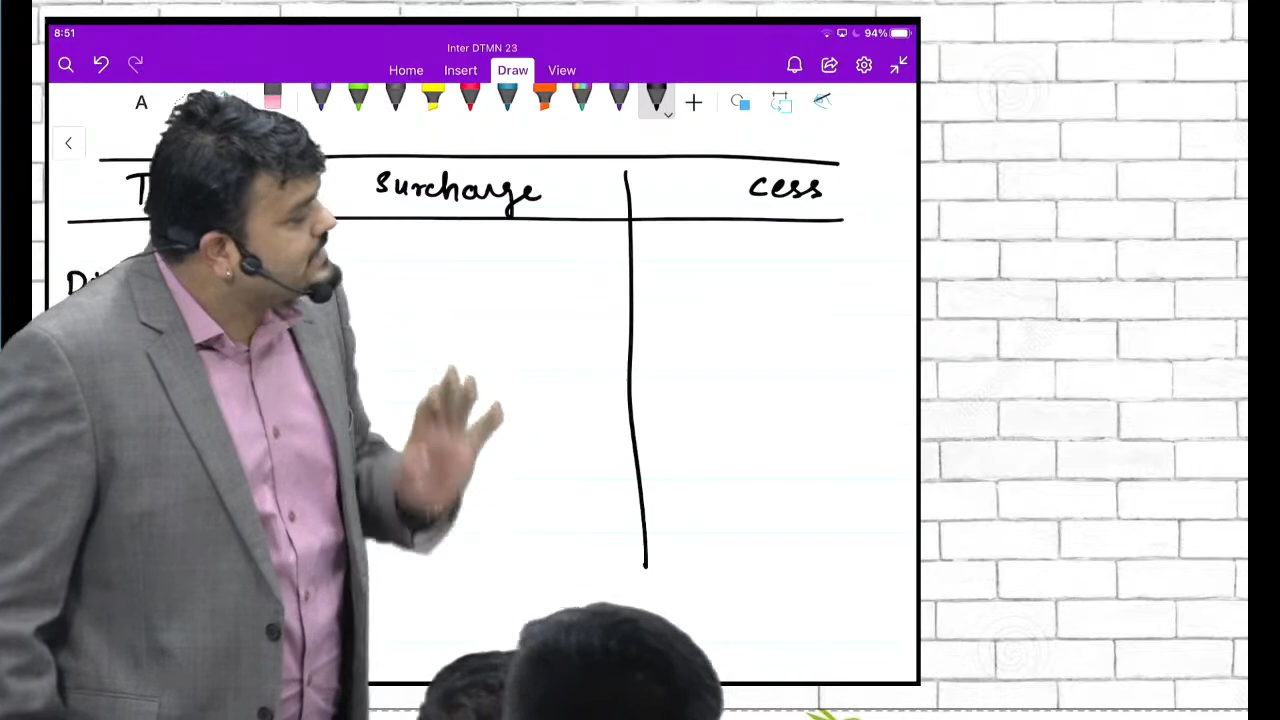 8:51 94%
Inter DTMN 23
Home Insert Draw View
A
Surcharge cess